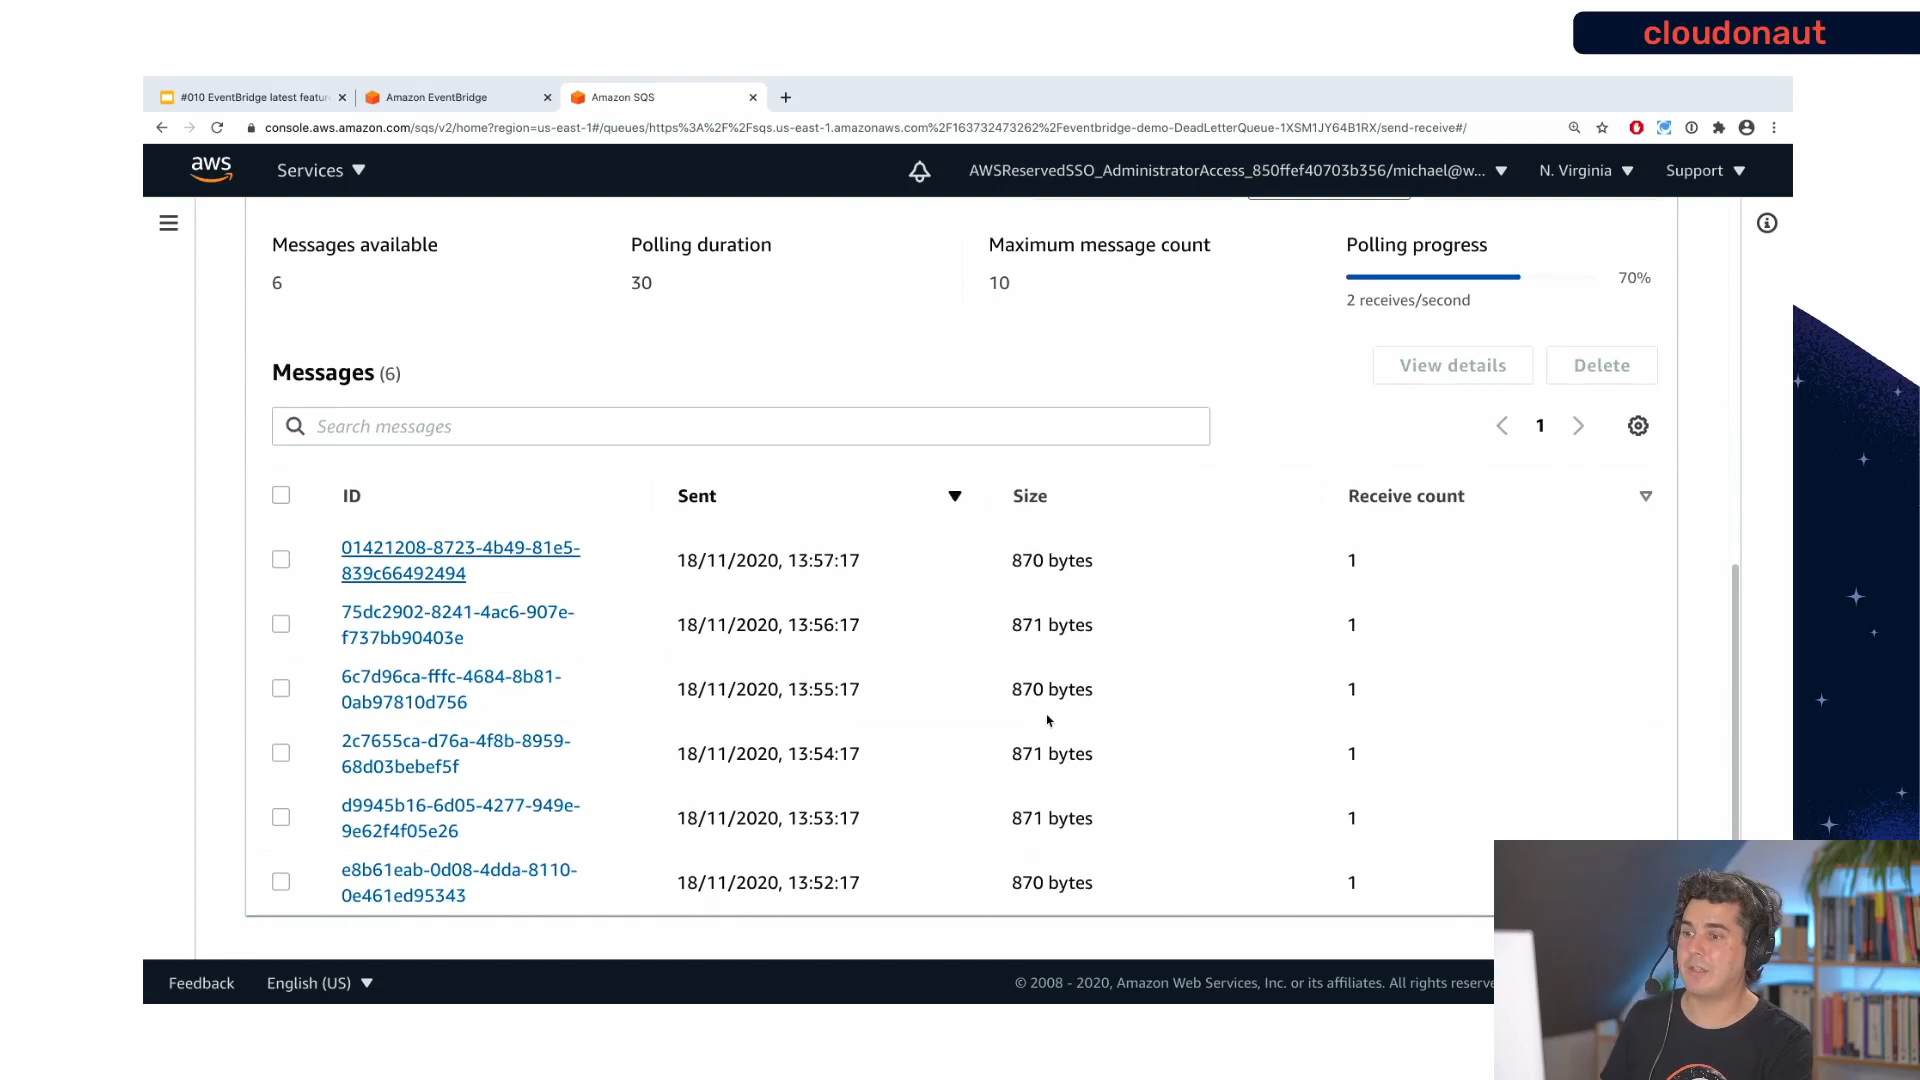 cloudonaut
#010 EventBridge latest featur
Amazon EventBridge
Amazon SQS
console.aws.amazon.com/sqs/v2/home?region=us-east-1#/queues/https%3A%2F%2Fsqs.us-east-1.amazonaws.com%2F163732473262%2Feventbridge-demo-DeadLetterQueue-1XSM1JY64B1RX/send-receive#/
aws
Services
AWSReservedSSO_AdministratorAccess_850ffef40703b356/michael@w...
N. Virginia
Support
Messages available
Polling duration
Maximum message count
Polling progress
6
30
10
70%
2 receives/second
Messages (6)
View details
Delete
Search messages
1
ID
Sent
Size
Receive count
01421208-8723-4b49-81e5-
839c66492494
18/11/2020, 13:57:17
870 bytes
1
75dc2902-8241-4ac6-907e-
f737bb90403e
18/11/2020, 13:56:17
871 bytes
1
6c7d96ca-fffc-4684-8b81-
0ab97810d756
18/11/2020, 13:55:17
870 bytes
1
2c7655ca-d76a-4f8b-8959-
68d03bebef5f
18/11/2020, 13:54:17
871 bytes
1
d9945b16-6d05-4277-949e-
9e62f4f05e26
18/11/2020, 13:53:17
871 bytes
1
e8b61eab-0d08-4dda-8110-
0e461ed95343
18/11/2020, 13:52:17
870 bytes
1
Feedback
English (US)
© 2008 - 2020, Amazon Web Services, Inc. or its affiliates. All rights reserve